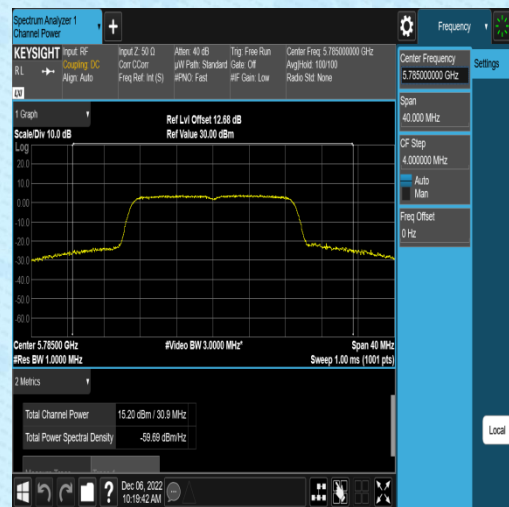 Spectrum Analyzer 1
Channel Power
+
Frequency
KEYSIGHT
R L
LXI
Input: RF
Coupling: DC
Align: Auto
Input Z: 50 Ω
Corr CCorr
Freq Ref: Int (S)
Atten: 40 dB
µW Path: Standard
#PNO: Fast
Trig: Free Run
Gate: Off
#IF Gain: Low
Center Freq: 5.785000000 GHz
Avg|Hold: 100/100
Radio Std: None
Center Frequency
5.785000000 GHz
Settings
Span
40.000 MHz
CF Step
4.000000 MHz
Auto
Man
Freq Offset
0 Hz
1 Graph
Scale/Div 10.0 dB
Ref Lvl Offset 12.68 dB
Ref Value 30.00 dBm
Log
20.0
10.0
0.00
-10.0
-20.0
-30.0
-40.0
-50.0
-60.0
Center 5.78500 GHz
#Res BW 1.0000 MHz
#Video BW 3.0000 MHz*
Span 40 MHz
Sweep 1.00 ms (1001 pts)
2 Metrics
Total Channel Power 15.20 dBm / 30.9 MHz
Total Power Spectral Density -59.69 dBm/Hz
Local
?
Dec 06, 2022
10:19:42 AM